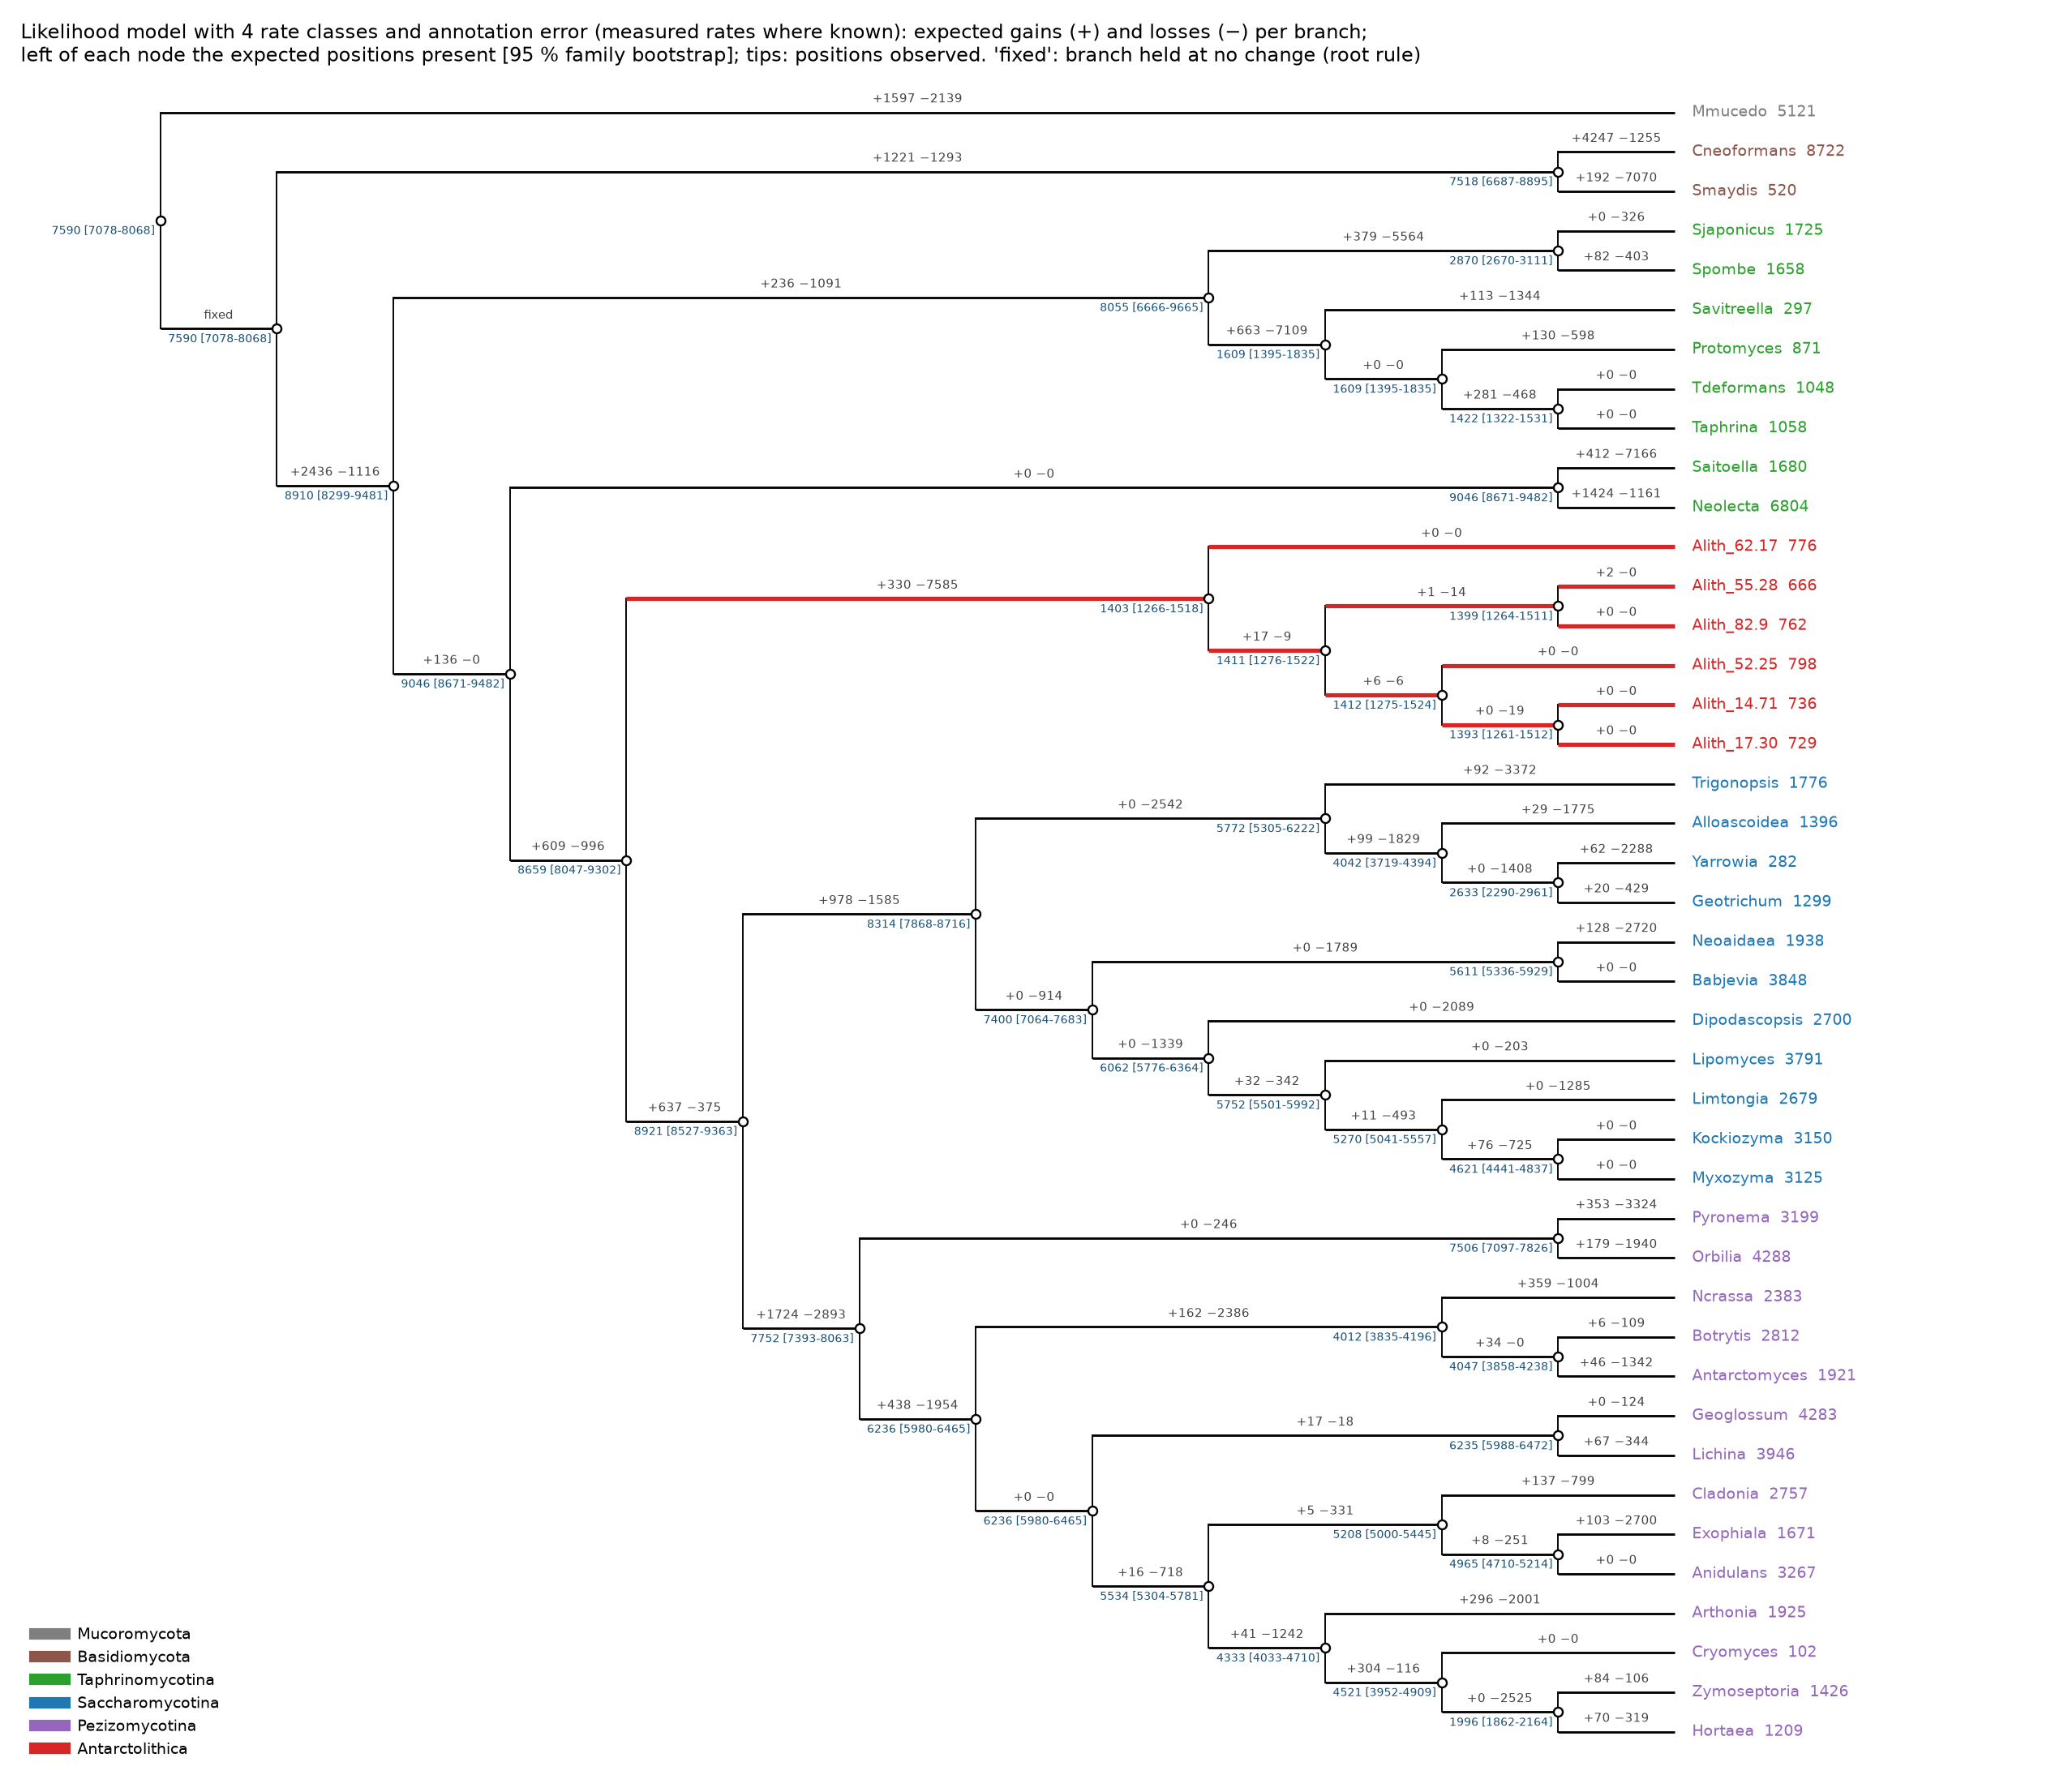 Likelihood model with 4 rate classes and annotation error (measured rates where known): expected gains (+) and losses (−) per branch;
left of each node the expected positions present [95 % family bootstrap]; tips: positions observed. 'fixed': branch held at no change (root rule)
+1597 −2139
Mmucedo 5121
+4247 −1255
Cneoformans 8722
+1221 −1293
7518 [6687-8895]
+192 −7070
Smaydis 520
7590 [7078-8068]
+0 −326
Sjaponicus 1725
+379 −5564
2870 [2670-3111]
+82 −403
Spombe 1658
+236 −1091
8055 [6666-9665]
+113 −1344
Savitreella 297
fixed
7590 [7078-8068]
+663 −7109
1609 [1395-1835]
+130 −598
Protomyces 871
+0 −0
1609 [1395-1835]
+0 −0
Tdeformans 1048
+281 −468
1422 [1322-1531]
+0 −0
Taphrina 1058
+2436 −1116
8910 [8299-9481]
+412 −7166
Saitoella 1680
+0 −0
9046 [8671-9482]
+1424 −1161
Neolecta 6804
+0 −0
Alith_62.17 776
+330 −7585
1403 [1266-1518]
+2 −0
Alith_55.28 666
+1 −14
1399 [1264-1511]
+0 −0
Alith_82.9 762
+17 −9
1411 [1276-1522]
+136 −0
9046 [8671-9482]
+0 −0
Alith_52.25 798
+6 −6
1412 [1275-1524]
+0 −0
Alith_14.71 736
+0 −19
1393 [1261-1512]
+0 −0
Alith_17.30 729
+92 −3372
Trigonopsis 1776
+0 −2542
5772 [5305-6222]
+29 −1775
Alloascoidea 1396
+609 −996
8659 [8047-9302]
+99 −1829
4042 [3719-4394]
+62 −2288
Yarrowia 282
+0 −1408
2633 [2290-2961]
+20 −429
Geotrichum 1299
+978 −1585
8314 [7868-8716]
+128 −2720
Neoaidaea 1938
+0 −1789
5611 [5336-5929]
+0 −0
Babjevia 3848
+0 −914
7400 [7064-7683]
+0 −2089
Dipodascopsis 2700
+0 −1339
6062 [5776-6364]
+0 −203
Lipomyces 3791
+32 −342
5752 [5501-5992]
+0 −1285
Limtongia 2679
+637 −375
8921 [8527-9363]
+11 −493
5270 [5041-5557]
+0 −0
Kockiozyma 3150
+76 −725
4621 [4441-4837]
+0 −0
Myxozyma 3125
+353 −3324
Pyronema 3199
+0 −246
7506 [7097-7826]
+179 −1940
Orbilia 4288
+359 −1004
Ncrassa 2383
+1724 −2893
7752 [7393-8063]
+162 −2386
4012 [3835-4196]
+6 −109
Botrytis 2812
+34 −0
4047 [3858-4238]
+46 −1342
Antarctomyces 1921
+438 −1954
6236 [5980-6465]
+0 −124
Geoglossum 4283
+17 −18
6235 [5988-6472]
+67 −344
Lichina 3946
+0 −0
6236 [5980-6465]
+137 −799
Cladonia 2757
+5 −331
5208 [5000-5445]
+103 −2700
Exophiala 1671
+8 −251
4965 [4710-5214]
+0 −0
Anidulans 3267
+16 −718
5534 [5304-5781]
+296 −2001
Arthonia 1925
+41 −1242
4333 [4033-4710]
+0 −0
Cryomyces 102
+304 −116
4521 [3952-4909]
+84 −106
Zymoseptoria 1426
+0 −2525
1996 [1862-2164]
+70 −319
Hortaea 1209
Mucoromycota
Basidiomycota
Taphrinomycotina
Saccharomycotina
Pezizomycotina
Antarctolithica